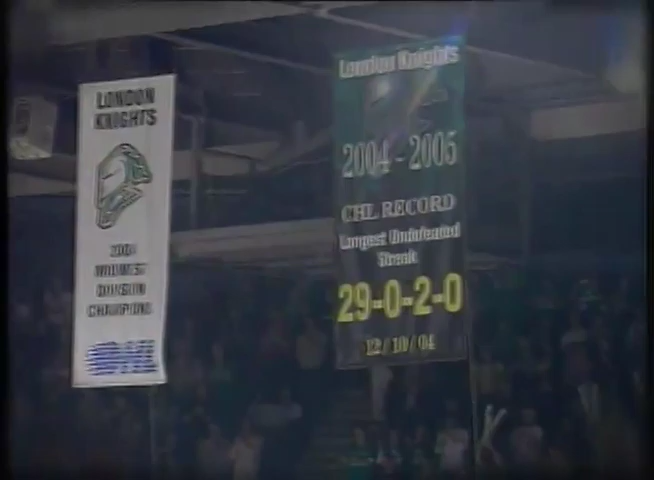 LONDON
KNIGHTS
MIDWEST
DIVISION
CHAMPIONS
London Knights
2004 - 2005
CHL RECORD
Longest Undefeated
Streak
29-0-2-0
12/10/04